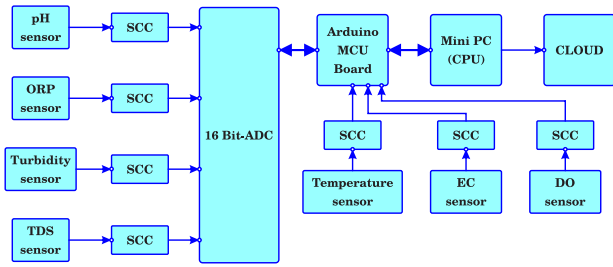 pH
sensor
SCC
ORP
sensor
SCC
Turbidity
sensor
SCC
TDS
sensor
SCC
16 Bit-ADC
Arduino
MCU
Board
Mini PC
(CPU)
CLOUD
SCC
SCC
SCC
Temperature
sensor
EC
sensor
DO
sensor